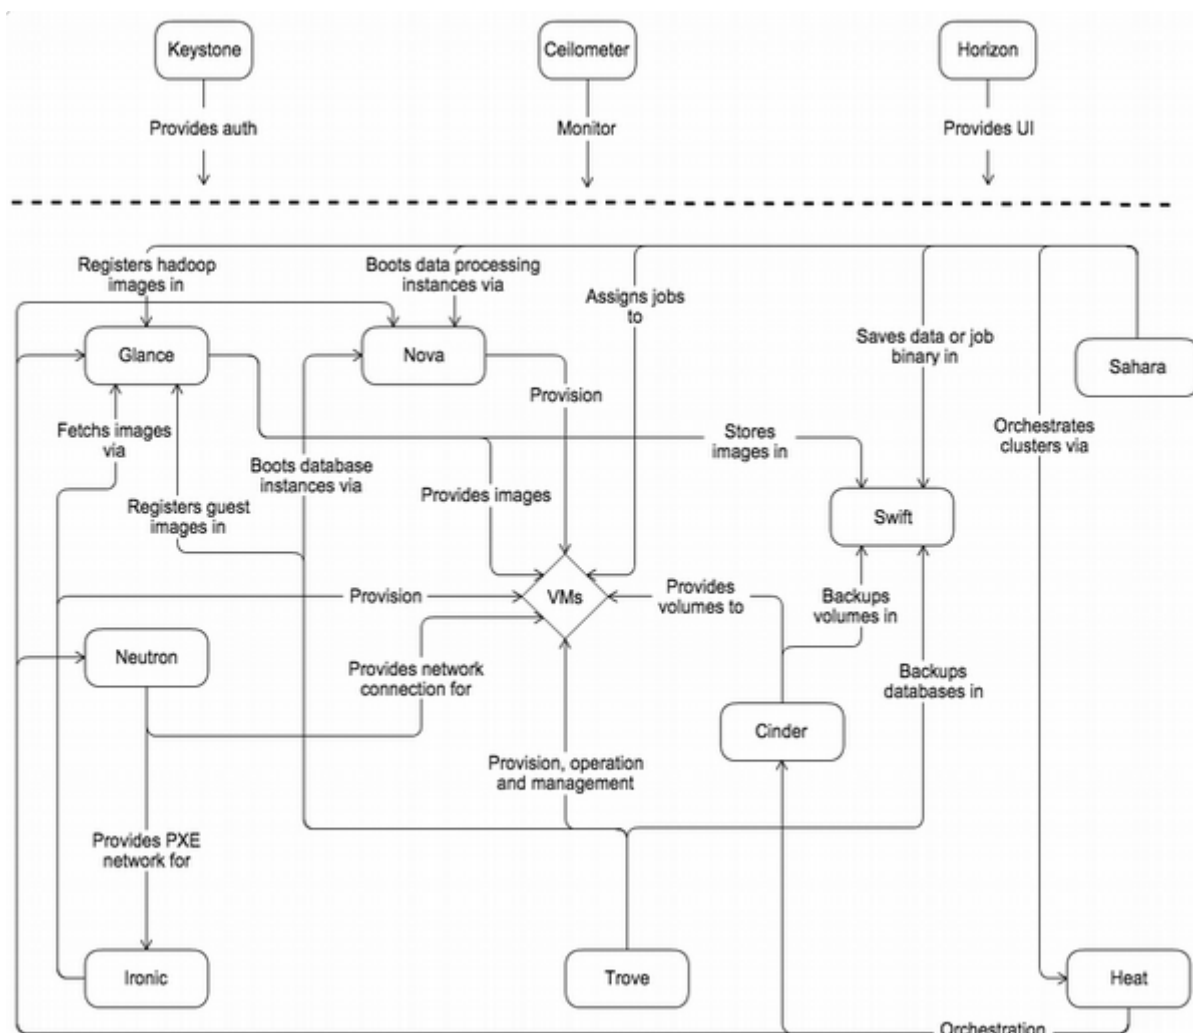 Keystone
Ceilometer
Horizon
Provides auth
Monitor
Provides UI
Registers hadoop
images in
Boots data processing
instances via
Assigns jobs
to
Saves data or job
binary in
Glance
Nova
Sahara
Provision
Fetchs images
via
Stores
images in
Orchestrates
clusters via
Boots database
instances via
Provides images
Registers guest
images in
Swift
Provision
VMs
Provides
volumes to
Backups
volumes in
Neutron
Provides network
connection for
Backups
databases in
Cinder
Provision, operation
and management
Provides PXE
network for
Ironic
Trove
Heat
Orchestration